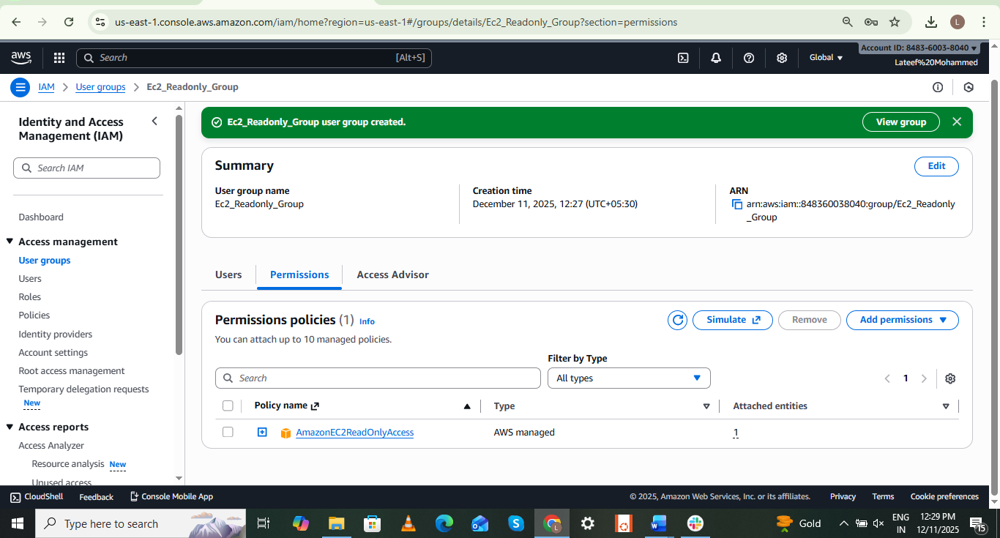 us-east-1.console.aws.amazon.com/iam/home?region=us-east-1#/groups/details/Ec2_Readonly_Group?section=permissions
L
aws
Search
[Alt+S]
Global
Account ID: 8483-6003-8040
Lateef%20Mohammed
IAM
User groups
Ec2_Readonly_Group
Identity and Access
Management (IAM)
Search IAM
Dashboard
Access management
User groups
Users
Roles
Policies
Identity providers
Account settings
Root access management
Temporary delegation requests
New
Access reports
Access Analyzer
Resource analysis New
Unused access
Ec2_Readonly_Group user group created.
View group
Summary
Edit
User group name
Ec2_Readonly_Group
Creation time
December 11, 2025, 12:27 (UTC+05:30)
ARN
arn:aws:iam::848360038040:group/Ec2_Readonly
_Group
Users
Permissions
Access Advisor
Permissions policies (1) Info
You can attach up to 10 managed policies.
Simulate
Remove
Add permissions
Filter by Type
Search
All types
1
Policy name
Type
Attached entities
AmazonEC2ReadOnlyAccess
AWS managed
1
CloudShell
Feedback
Console Mobile App
© 2025, Amazon Web Services, Inc. or its affiliates.
Privacy
Terms
Cookie preferences
Type here to search
Gold
ENG
IN
12:29 PM
12/11/2025
15